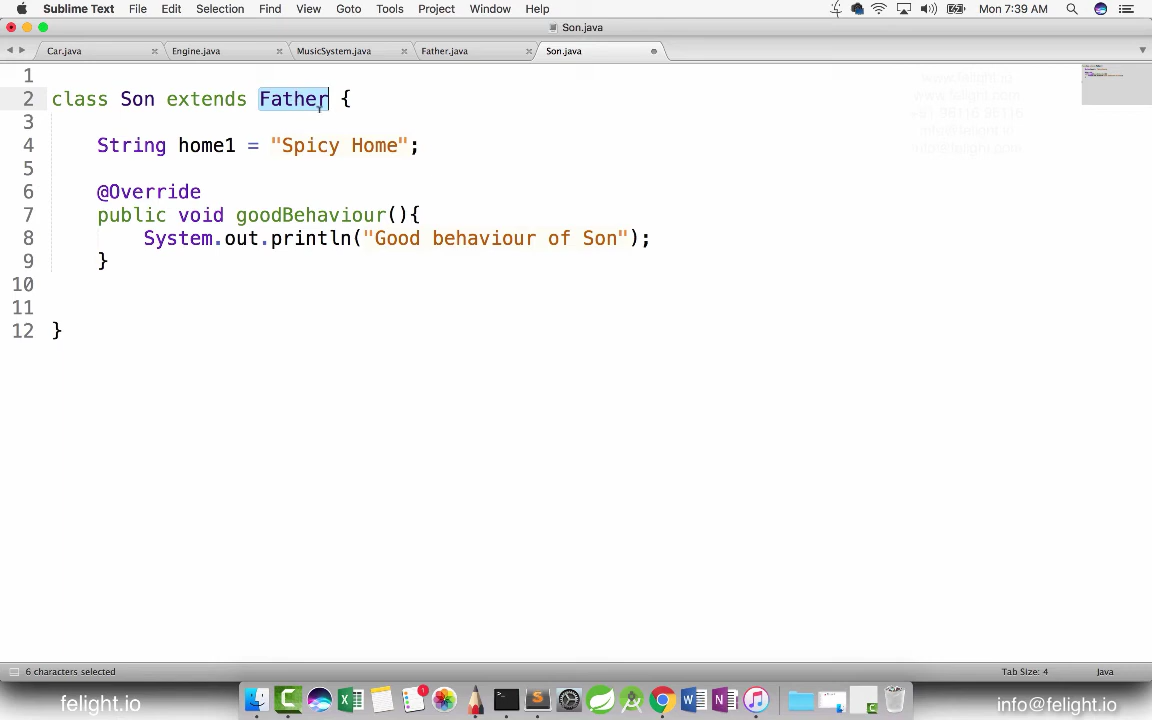 Sublime Text File Edit Selection Find View Goto Tools Project Window Help Mon 7:39 AM
Son.java
Car.java Engine.java MusicSystem.java Father.java Son.java
1
2 class Son extends Father {
3
4 String home1 = "Spicy Home";
5
6 @Override
7 public void goodBehaviour(){
8 System.out.println("Good behaviour of Son");
9 }
10
11
12 }
6 characters selected Tab Size: 4 Java
felight.io info@felight.io